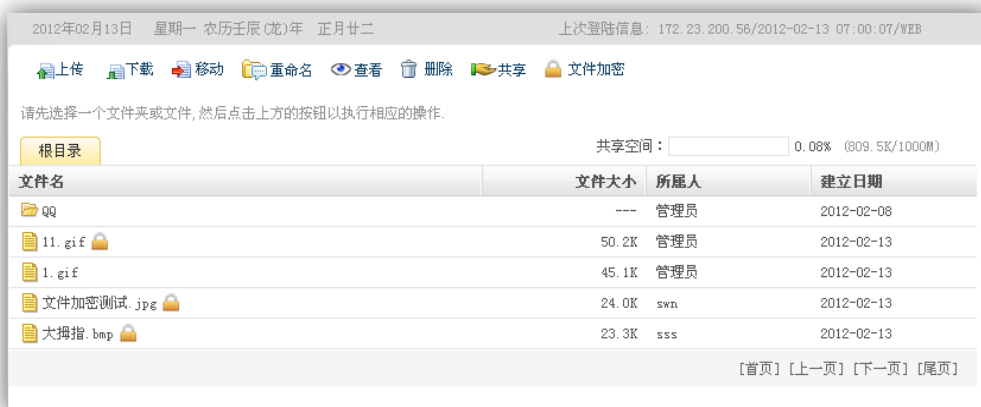 2012年02月13日 星期一 农历壬辰(龙)年 正月廿二 上次登陆信息: 172.23.200.56/2012-02-13 07:00:07/WEB
上传 下载 移动 重命名 查看 删除 共享 文件加密
请先选择一个文件夹或文件,然后点击上方的按钮以执行相应的操作.
根目录 共享空间： 0.08% (809.5K/1000M)
文件名 文件大小 所属人 建立日期
QQ --- 管理员 2012-02-08
11.gif 50.2K 管理员 2012-02-13
1.gif 45.1K 管理员 2012-02-13
文件加密测试.jpg 24.0K swn 2012-02-13
大拇指.bmp 23.3K sss 2012-02-13
[首页] [上一页] [下一页] [尾页]